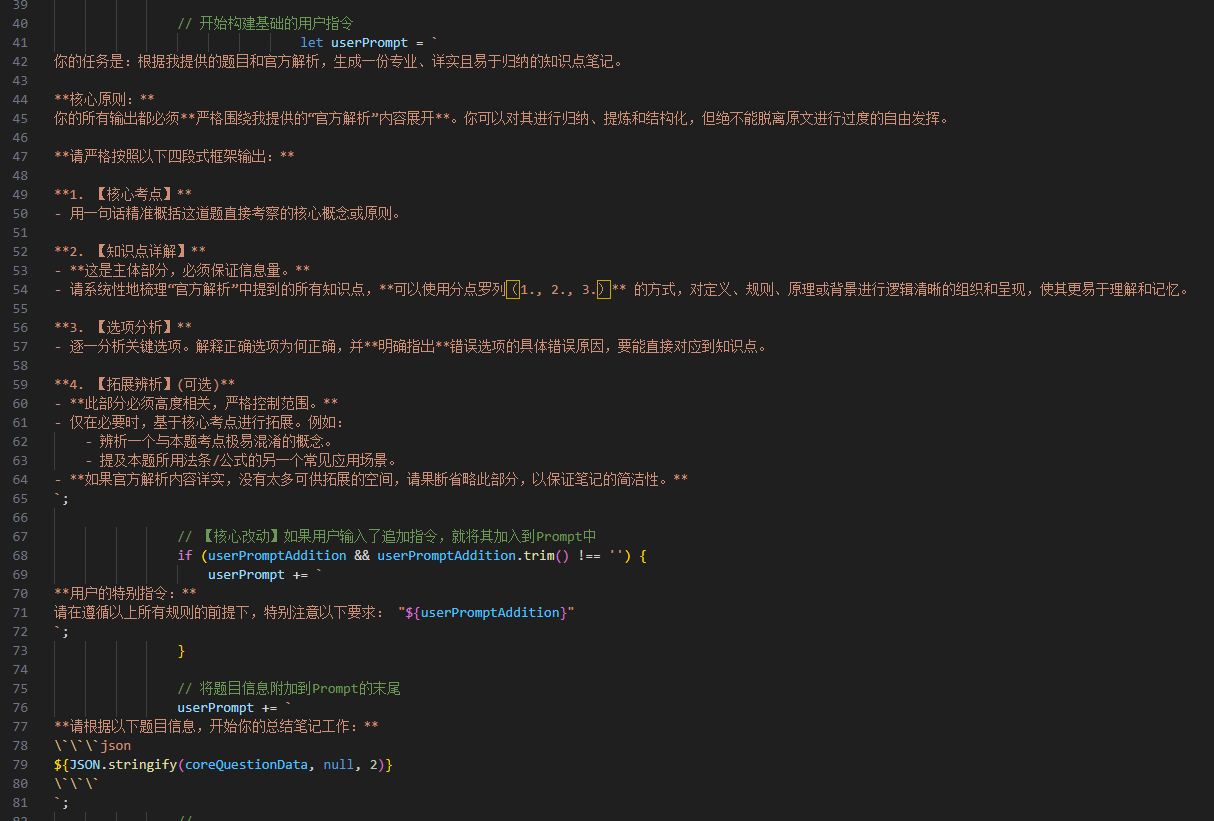 39
40 // 开始构建基础的用户指令
41 let userPrompt = `
42 你的任务是: 根据我提供的题目和官方解析，生成一份专业、详实且易于归纳的知识点笔记。
43
44 **核心原则: **
45 你的所有输出都必须**严格围绕我提供的“官方解析”内容展开**。你可以对其进行归纳、提炼和结构化，但绝不能脱离原文进行过度的自由发挥。
46
47 **请严格按照以下四段式框架输出: **
48
49 **1. 【核心考点】**
50 - 用一句话精准概括这道题直接考察的核心概念或原则。
51
52 **2. 【知识点详解】**
53 - **这是主体部分，必须保证信息量。**
54 - 请系统性地梳理“官方解析”中提到的所有知识点，**可以使用分点罗列（1., 2., 3.）** 的方式，对定义、规则、原理或背景进行逻辑清晰的组织和呈现，使其更易于理解和记忆。
55
56 **3. 【选项分析】**
57 - 逐一分析关键选项。解释正确选项为何正确，并**明确指出**错误选项的具体错误原因，要能直接对应到知识点。
58
59 **4. 【拓展辨析】(可选)**
60 - **此部分必须高度相关，严格控制范围。**
61 - 仅在必要时，基于核心考点进行拓展。例如:
62 - 辨析一个与本题考点极易混淆的概念。
63 - 提及本题所用法条/公式的另一个常见应用场景。
64 - **如果官方解析内容详实，没有太多可供拓展的空间，请果断省略此部分，以保证笔记的简洁性。**
65 `;
66
67 // 【核心改动】如果用户输入了追加指令，就将其加入到Prompt中
68 if (userPromptAddition && userPromptAddition.trim() !== '') {
69 userPrompt += `
70 **用户的特别指令: **
71 请在遵循以上所有规则的前提下，特别注意以下要求: "${userPromptAddition}"
72 `;
73 }
74
75 // 将题目信息附加到Prompt的末尾
76 userPrompt += `
77 **请根据以下题目信息，开始你的总结笔记工作: **
78 \`\`\`json
79 ${JSON.stringify(coreQuestionData, null, 2)}
80 \`\`\`
81 `;
82 //